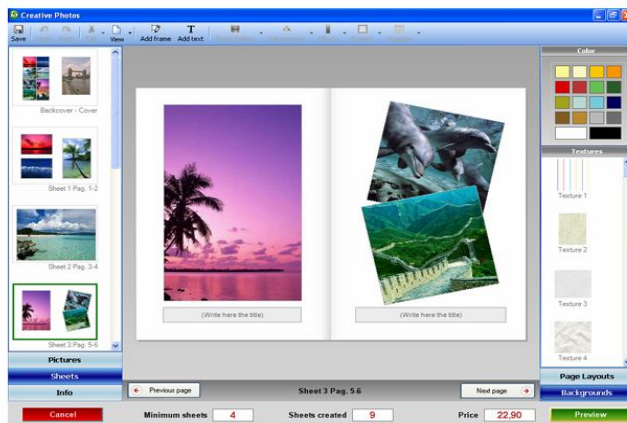 Creative Photos
Save
View
Add frame
Add text
Color
Backcover - Cover
Sheet 1 Pag. 1-2
Sheet 2 Pag. 3-4
Sheet 3 Pag. 5-6
Textures
Texture 1
Texture 2
Texture 3
Texture 4
(Write here the title)
(Write here the title)
Pictures
Sheets
Info
Previous page
Sheet 3 Pag. 5-6
Next page
Page Layouts
Backgrounds
Cancel
Minimum sheets 4
Sheets created 9
Price 22,90
Preview